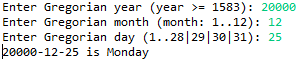 Enter Gregorian year (year >= 1583): 20000
Enter Gregorian month (month: 1..12): 12
Enter Gregorian day (1..28|29|30|31): 25
20000-12-25 is Monday